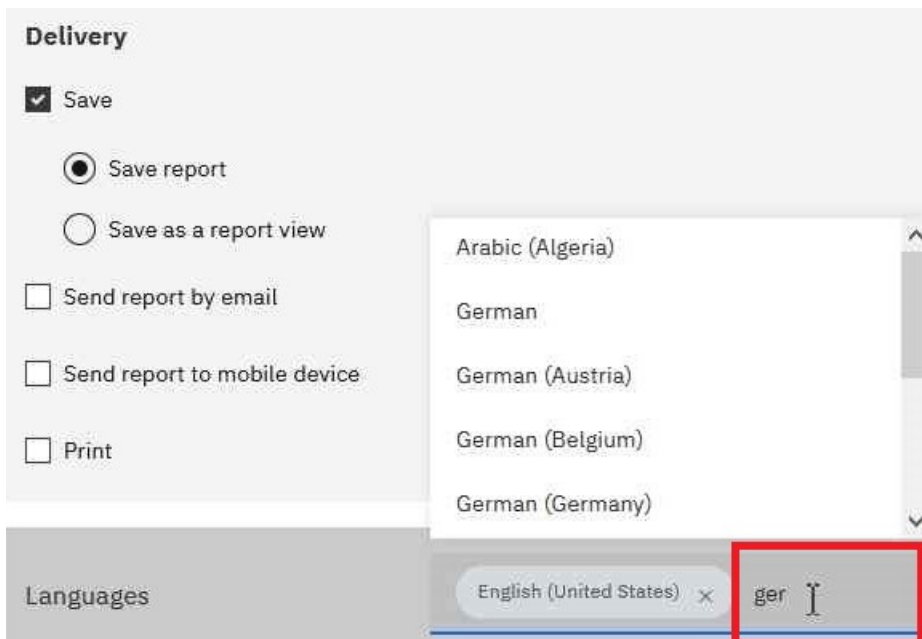 Delivery
Save
Save report
Save as a report view
Send report by email
Send report to mobile device
Print
Arabic (Algeria)
German
German (Austria)
German (Belgium)
German (Germany)
Languages
English (United States) ×
ger